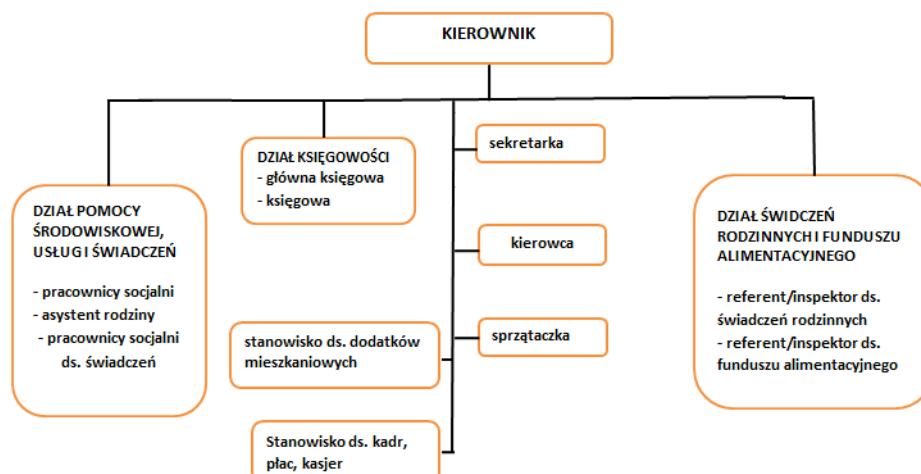 KIEROWNIK
DZIAŁ POMOCY
ŚRODOWISKOWEJ,
USŁUG I ŚWIADCZEŃ
- pracownicy socjalni
- asystent rodziny
- pracownicy socjalni
ds. świadczeń
DZIAŁ KSIĘGOWOŚCI
- główna księgowa
- księgowa
sekretarka
kierowca
sprzątaczka
stanowisko ds. dodatków
mieszkaniowych
Stanowisko ds. kadr,
płac, kasjer
DZIAŁ ŚWIDCZEŃ
RODZINNYCH I FUNDUSZU
ALIMENTACYJNEGO
- referent/inspektor ds.
świadczeń rodzinnych
- referent/inspektor ds.
funduszu alimentacyjnego